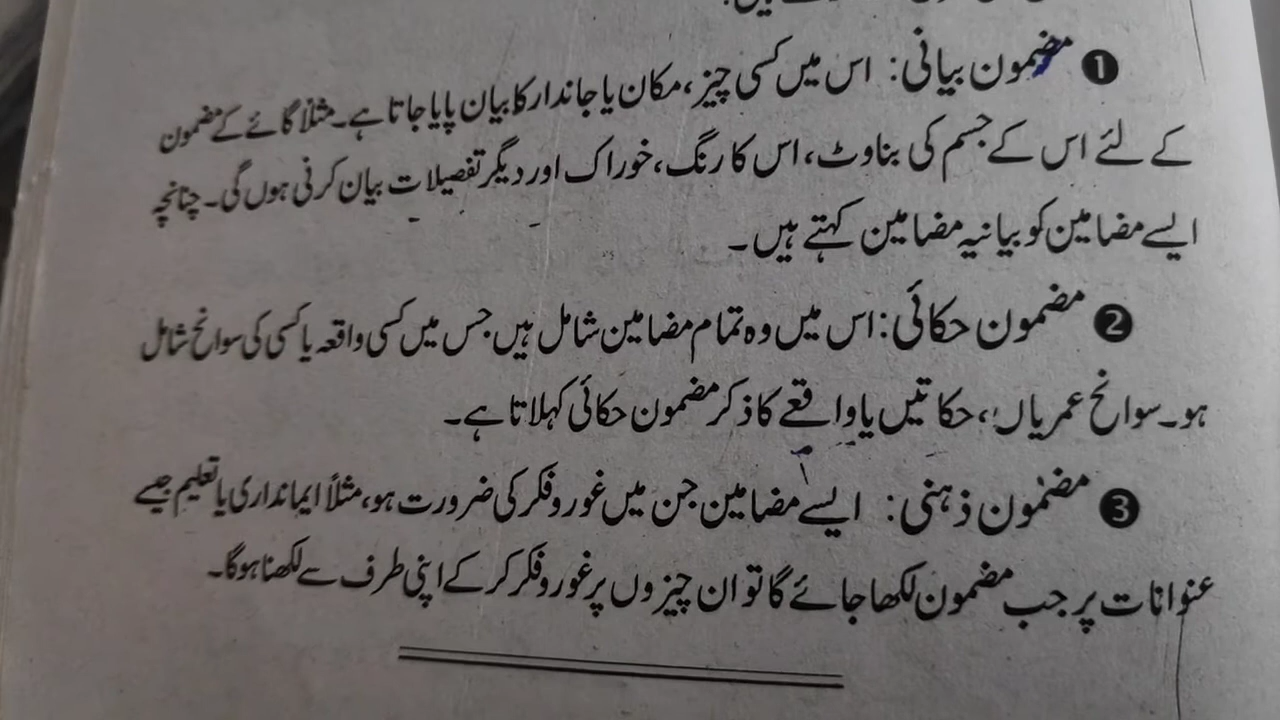 ❶ مضمون بیانی: اس میں کسی چیز، مکان یا جاندار کا بیان پایا جاتا ہے۔ مثلاً گائے کے مضمون
کے لئے اس کے جسم کی بناوٹ، اس کا رنگ، خوراک اور دیگر تفصیلات بیان کرنی ہوں گی۔ چنانچہ
ایسے مضامین کو بیانیہ مضامین کہتے ہیں۔
❷ مضمون حکائی: اس میں وہ تمام مضامین شامل ہیں جس میں کسی واقعہ یا کسی کی سوانح شامل
ہو۔ سوانح عمریاں، حکاتیں یا واقعے کا ذکر مضمون حکائی کہلاتا ہے۔
❸ مضمون ذہنی: ایسے مضامین جن میں غور و فکر کی ضرورت ہو، مثلاً ایمانداری یا تعلیم جیسے
عنوانات پر جب مضمون لکھا جائے گا تو ان چیزوں پر غور و فکر کر کے اپنی طرف سے لکھنا ہوگا۔